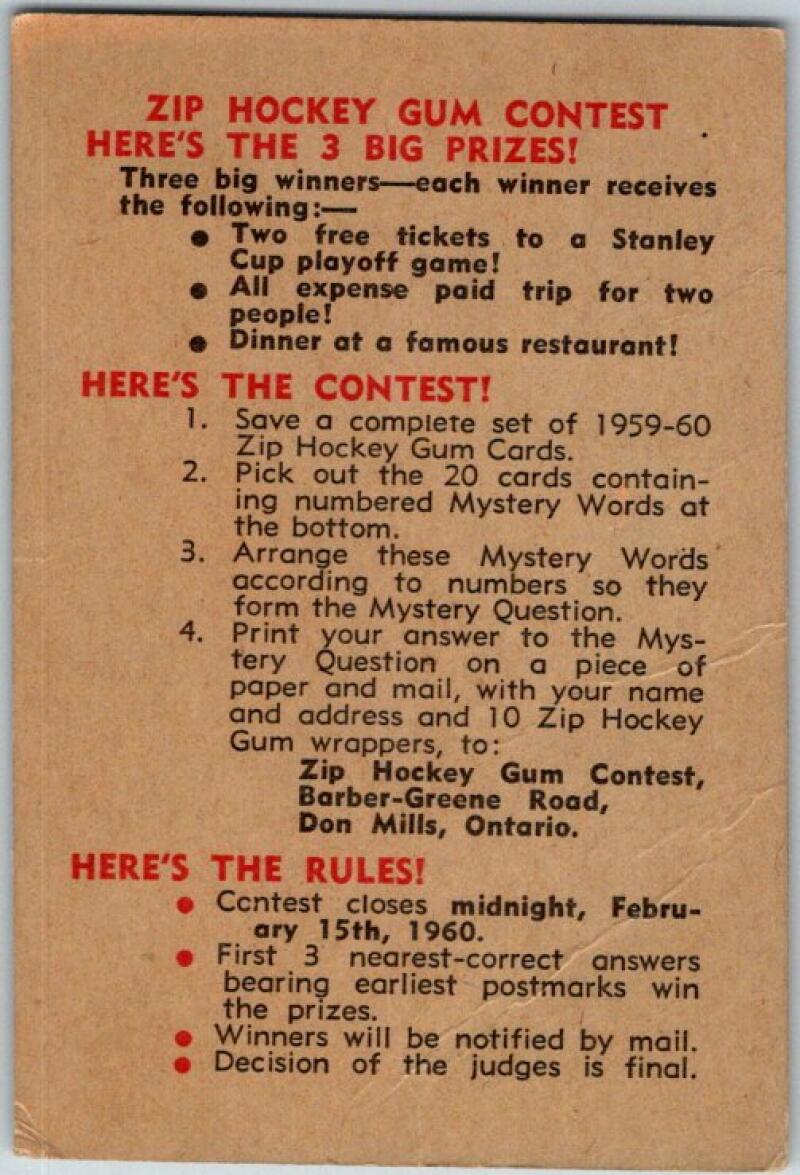 ZIP HOCKEY GUM CONTEST
HERE'S THE 3 BIG PRIZES!
Three big winners—each winner receives
the following:—
● Two free tickets to a Stanley
Cup playoff game!
● All expense paid trip for two
people!
● Dinner at a famous restaurant!
HERE'S THE CONTEST!
1. Save a complete set of 1959-60
Zip Hockey Gum Cards.
2. Pick out the 20 cards contain-
ing numbered Mystery Words at
the bottom.
3. Arrange these Mystery Words
according to numbers so they
form the Mystery Question.
4. Print your answer to the Mys-
tery Question on a piece of
paper and mail, with your name
and address and 10 Zip Hockey
Gum wrappers, to:
Zip Hockey Gum Contest,
Barber-Greene Road,
Don Mills, Ontario.
HERE'S THE RULES!
● Contest closes midnight, Febru-
ary 15th, 1960.
● First 3 nearest-correct answers
bearing earliest postmarks win
the prizes.
● Winners will be notified by mail.
● Decision of the judges is final.